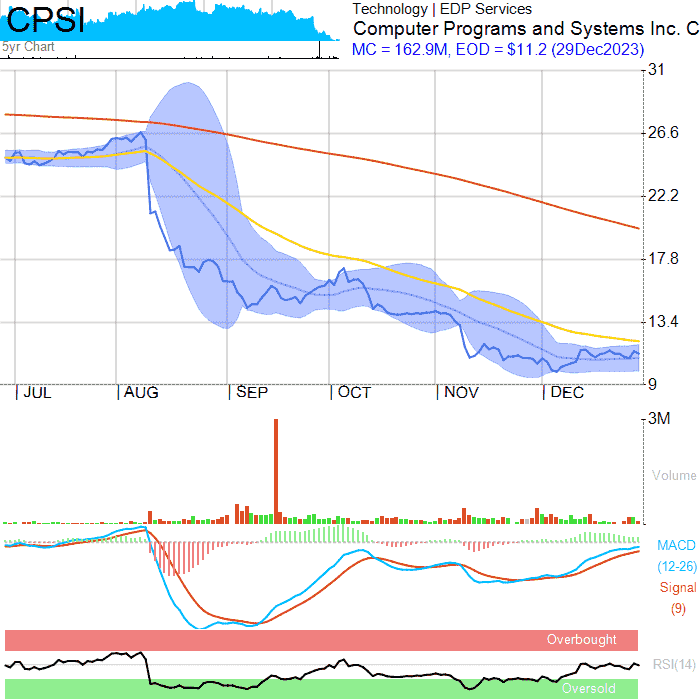 CPSI
5yr Chart
Technology | EDP Services
Computer Programs and Systems Inc. C
MC = 162.9M, EOD = $11.2 (29Dec2023)
31
26.6
22.2
17.8
13.4
9
JUL AUG SEP OCT NOV DEC
3M
Volume
MACD
(12-26)
Signal
(9)
Overbought
RSI(14)
Oversold